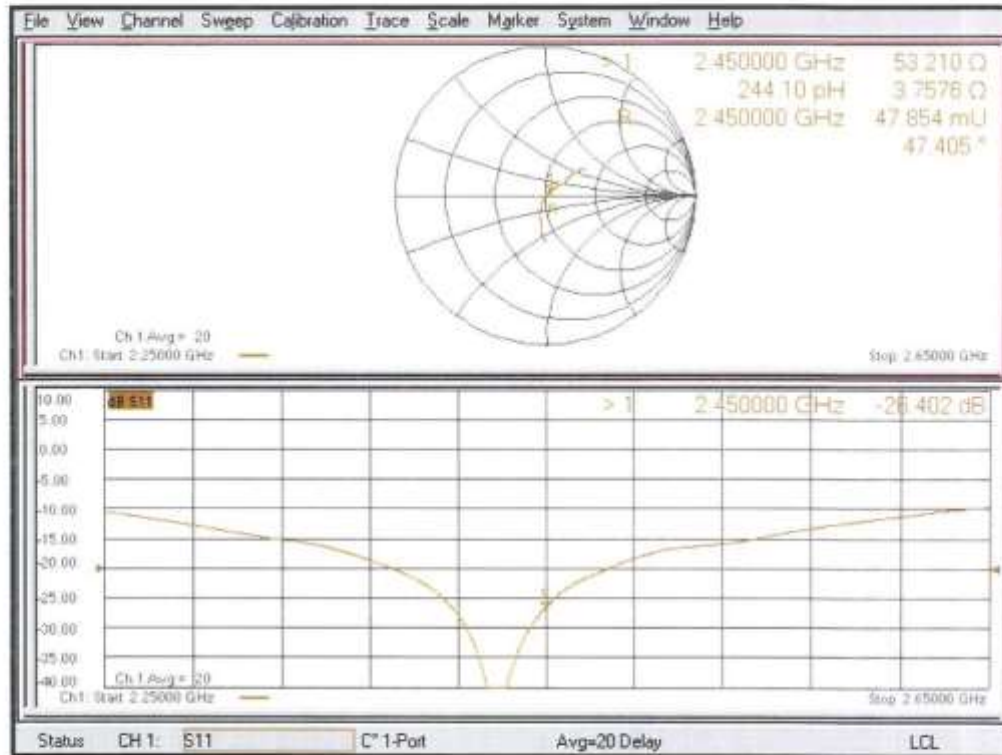 File View Channel Sweep Calibration Trace Scale Marker System Window Help
> 1 2.450000 GHz 53.210 Ω
244.10 pH 3.7576 Ω
R 2.450000 GHz 47.854 mU
47.405 °
Ch 1 Avg = 20
Ch1: Start 2.25000 GHz Stop 2.65000 GHz
10.00 dB S11 > 1 2.450000 GHz -26.402 dB
5.00
0.00
-5.00
-10.00
-15.00
-20.00
-25.00
-30.00
-35.00
-40.00 Ch 1 Avg = 20
Ch1: Start 2.25000 GHz Stop 2.65000 GHz
Status CH 1: S11 C* 1-Port Avg=20 Delay LCL